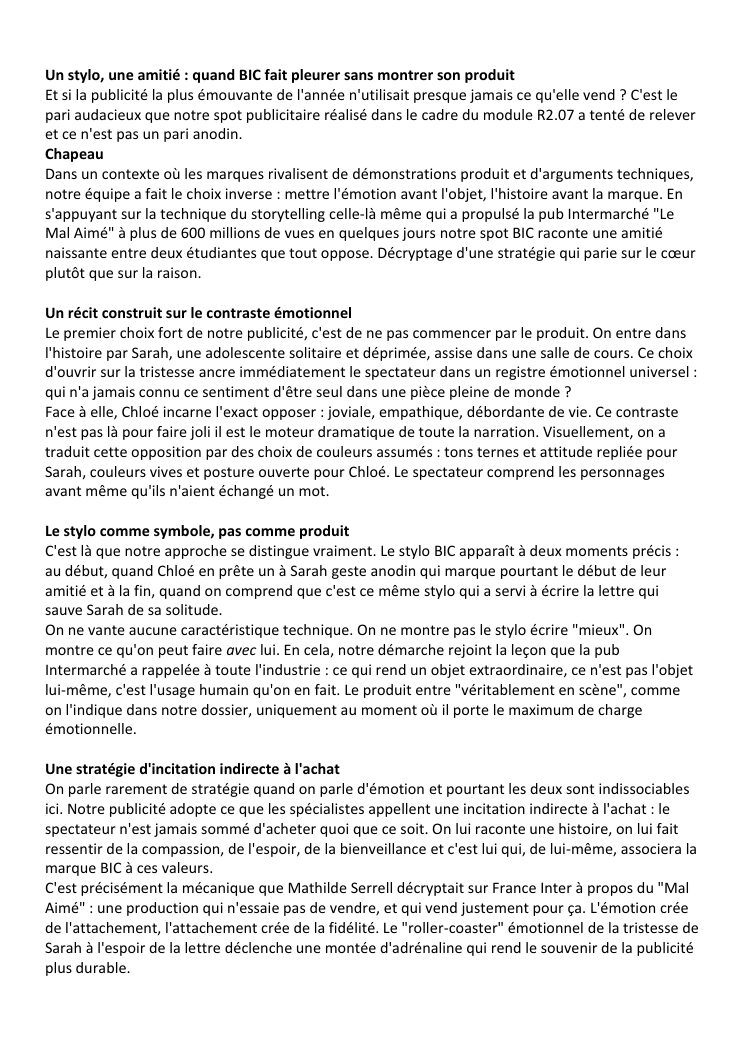 Un stylo, une amitié : quand BIC fait pleurer sans montrer son produit
Et si la publicité la plus émouvante de l'année n'utilisait presque jamais ce qu'elle vend ? C'est le
pari audacieux que notre spot publicitaire réalisé dans le cadre du module R2.07 a tenté de relever
et ce n'est pas un pari anodin.
Chapeau
Dans un contexte où les marques rivalisent de démonstrations produit et d'arguments techniques,
notre équipe a fait le choix inverse : mettre l'émotion avant l'objet, l'histoire avant la marque. En
s'appuyant sur la technique du storytelling celle-là même qui a propulsé la pub Intermarché "Le
Mal Aimé" à plus de 600 millions de vues en quelques jours notre spot BIC raconte une amitié
naissante entre deux étudiantes que tout oppose. Décryptage d'une stratégie qui parie sur le cœur
plutôt que sur la raison.
Un récit construit sur le contraste émotionnel
Le premier choix fort de notre publicité, c'est de ne pas commencer par le produit. On entre dans
l'histoire par Sarah, une adolescente solitaire et déprimée, assise dans une salle de cours. Ce choix
d'ouvrir sur la tristesse ancre immédiatement le spectateur dans un registre émotionnel universel :
qui n'a jamais connu ce sentiment d'être seul dans une pièce pleine de monde ?
Face à elle, Chloé incarne l'exact opposer : joviale, empathique, débordante de vie. Ce contraste
n'est pas là pour faire joli il est le moteur dramatique de toute la narration. Visuellement, on a
traduit cette opposition par des choix de couleurs assumés : tons ternes et attitude repliée pour
Sarah, couleurs vives et posture ouverte pour Chloé. Le spectateur comprend les personnages
avant même qu'ils n'aient échangé un mot.
Le stylo comme symbole, pas comme produit
C'est là que notre approche se distingue vraiment. Le stylo BIC apparaît à deux moments précis :
au début, quand Chloé en prête un à Sarah geste anodin qui marque pourtant le début de leur
amitié et à la fin, quand on comprend que c'est ce même stylo qui a servi à écrire la lettre qui
sauve Sarah de sa solitude.
On ne vante aucune caractéristique technique. On ne montre pas le stylo écrire "mieux". On
montre ce qu'on peut faire avec lui. En cela, notre démarche rejoint la leçon que la pub
Intermarché a rappelée à toute l'industrie : ce qui rend un objet extraordinaire, ce n'est pas l'objet
lui-même, c'est l'usage humain qu'on en fait. Le produit entre "véritablement en scène", comme
on l'indique dans notre dossier, uniquement au moment où il porte le maximum de charge
émotionnelle.
Une stratégie d'incitation indirecte à l'achat
On parle rarement de stratégie quand on parle d'émotion et pourtant les deux sont indissociables
ici. Notre publicité adopte ce que les spécialistes appellent une incitation indirecte à l'achat : le
spectateur n'est jamais sommé d'acheter quoi que ce soit. On lui raconte une histoire, on lui fait
ressentir de la compassion, de l'espoir, de la bienveillance et c'est lui qui, de lui-même, associera la
marque BIC à ces valeurs.
C'est précisément la mécanique que Mathilde Serrell décryptait sur France Inter à propos du "Mal
Aimé" : une production qui n'essaie pas de vendre, et qui vend justement pour ça. L'émotion crée
de l'attachement, l'attachement crée de la fidélité. Le "roller-coaster" émotionnel de la tristesse de
Sarah à l'espoir de la lettre déclenche une montée d'adrénaline qui rend le souvenir de la publicité
plus durable.